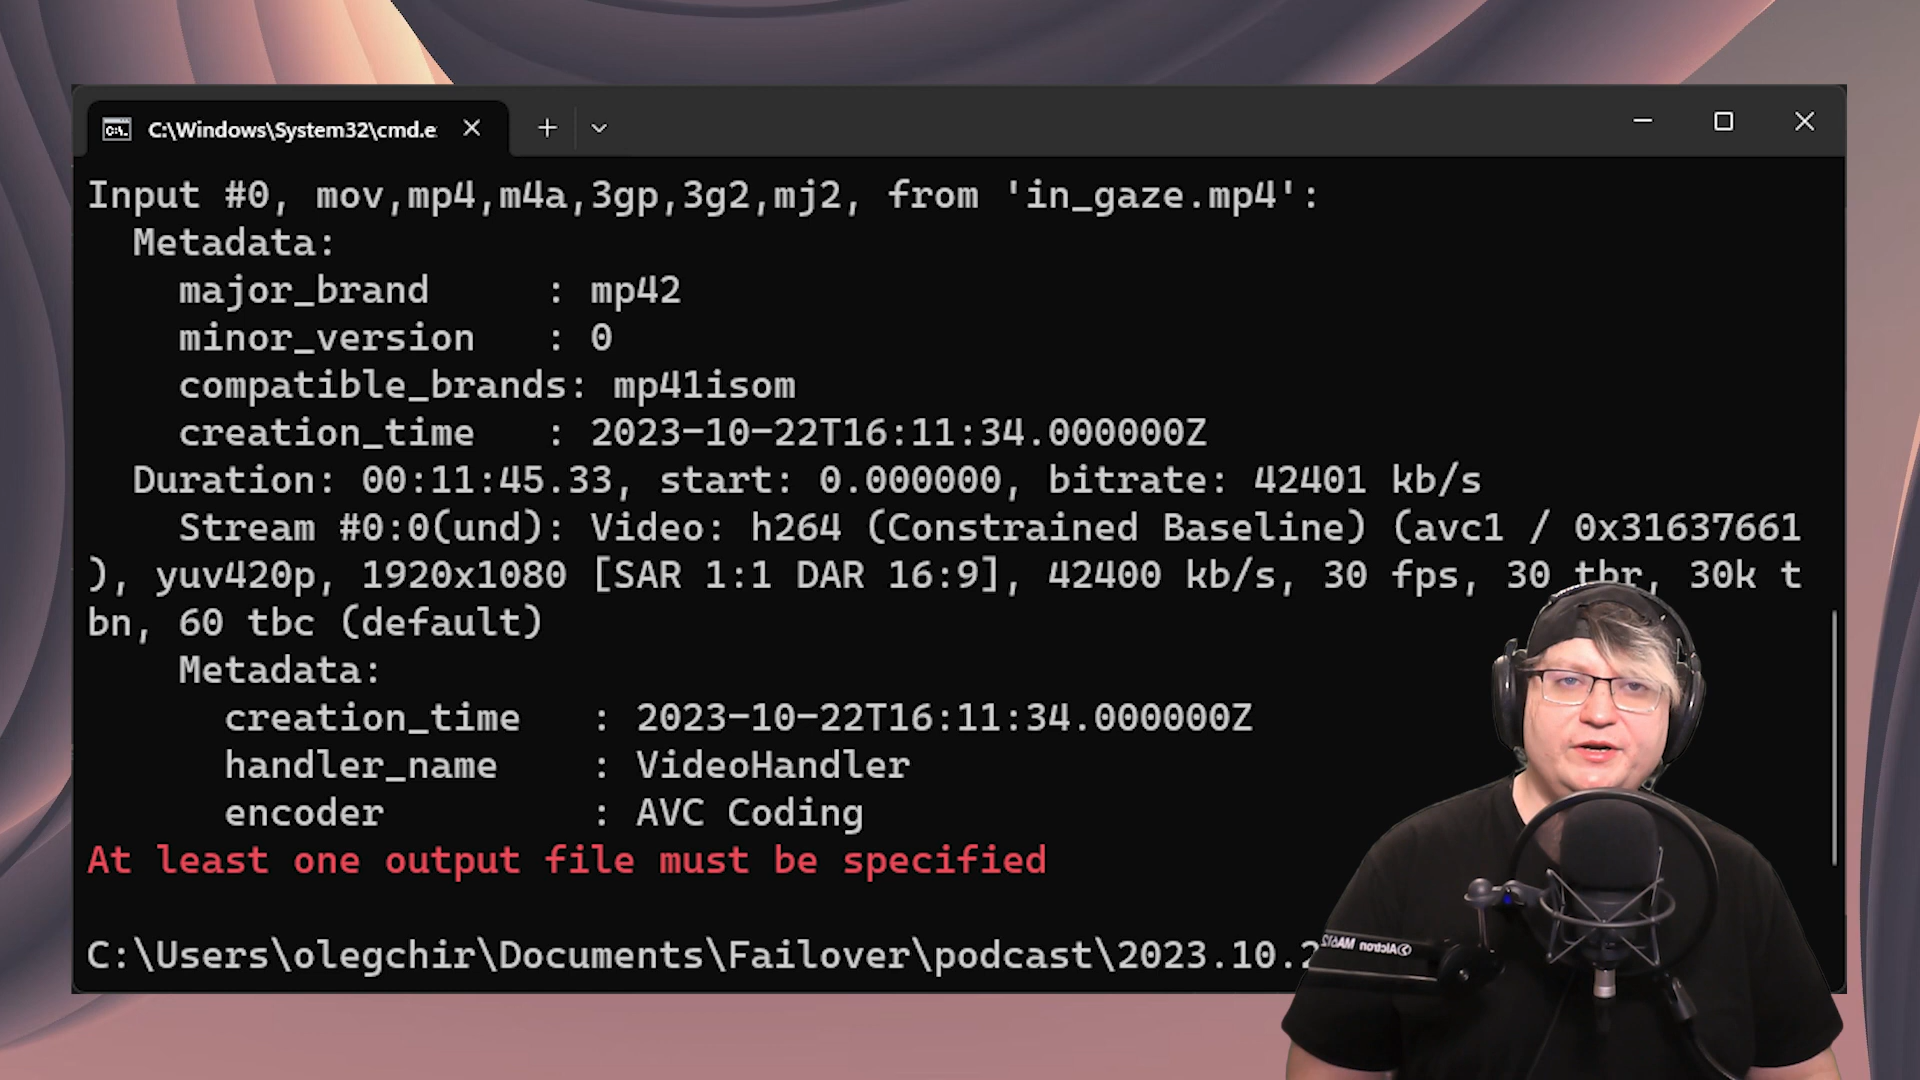 C:\Windows\System32\cmd.e
Input #0, mov,mp4,m4a,3gp,3g2,mj2, from 'in_gaze.mp4':
Metadata:
major_brand : mp42
minor_version : 0
compatible_brands: mp41isom
creation_time : 2023-10-22T16:11:34.000000Z
Duration: 00:11:45.33, start: 0.000000, bitrate: 42401 kb/s
Stream #0:0(und): Video: h264 (Constrained Baseline) (avc1 / 0x31637661
), yuv420p, 1920x1080 [SAR 1:1 DAR 16:9], 42400 kb/s, 30 fps, 30 tbr, 30k t
bn, 60 tbc (default)
Metadata:
creation_time : 2023-10-22T16:11:34.000000Z
handler_name : VideoHandler
encoder : AVC Coding
At least one output file must be specified
C:\Users\olegchir\Documents\Failover\podcast\2023.10.2
Alctron MA612